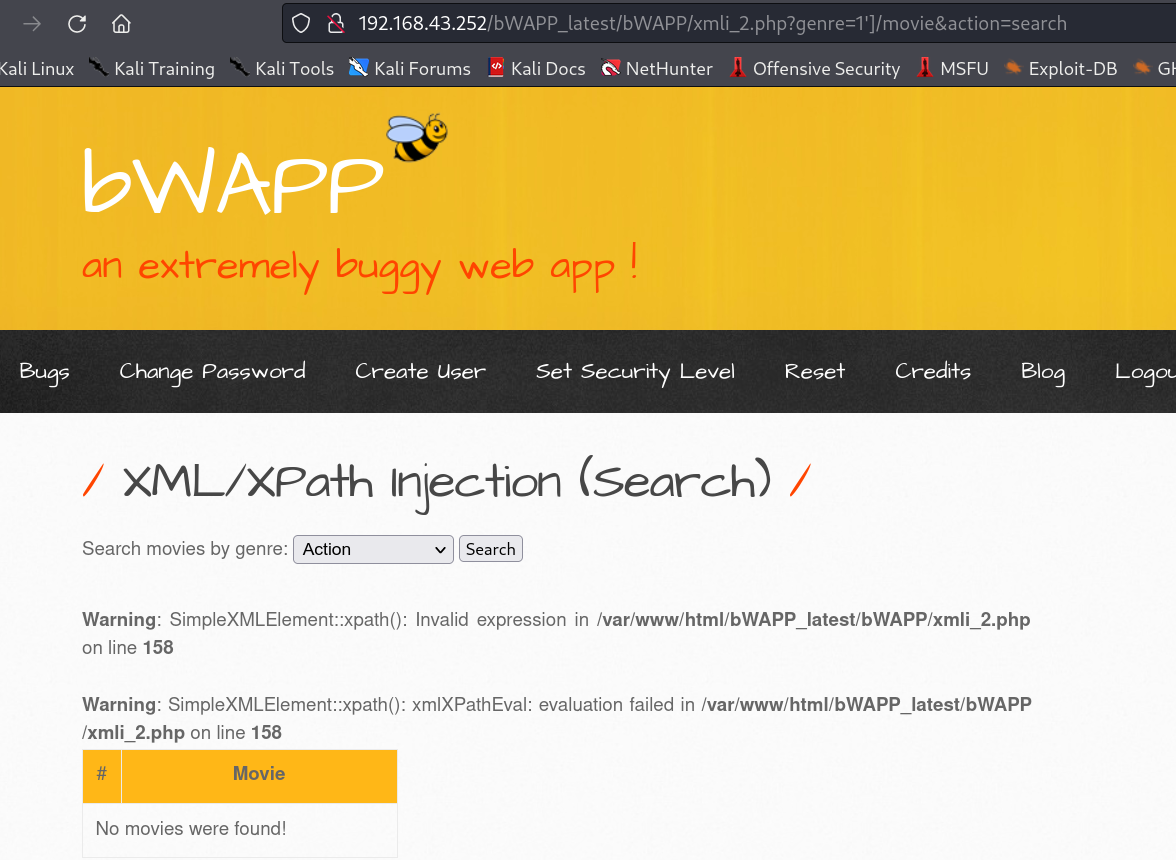 192.168.43.252/bWAPP_latest/bWAPP/xmli_2.php?genre=1']/movie&action=search
Kali Linux Kali Training Kali Tools Kali Forums Kali Docs NetHunter Offensive Security MSFU Exploit-DB GH
bWAPP
an extremely buggy web app !
Bugs Change Password Create User Set Security Level Reset Credits Blog Logou
/ XML/XPath Injection (Search) /
Search movies by genre: Action Search
Warning: SimpleXMLElement::xpath(): Invalid expression in /var/www/html/bWAPP_latest/bWAPP/xmli_2.php
on line 158
Warning: SimpleXMLElement::xpath(): xmlXPathEval: evaluation failed in /var/www/html/bWAPP_latest/bWAPP
/xmli_2.php on line 158
# Movie
No movies were found!